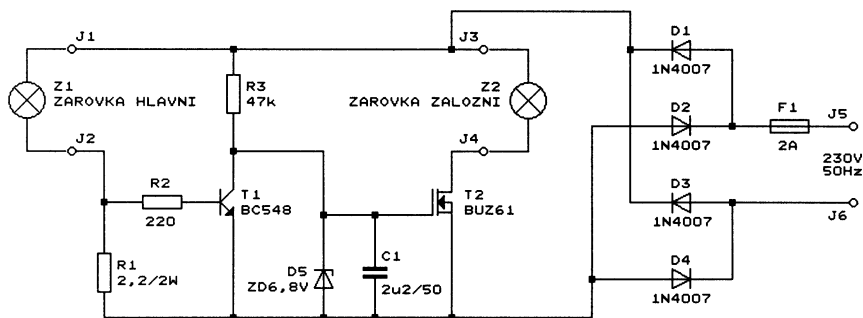 J1
J3
D1
1N4007
Z1
ZAROVKA HLAVNI
R3
47k
Z2
ZAROVKA ZALOZNI
D2
1N4007
F1
2A
J5
230V
50Hz
J2
J4
R2
220
T1
BC548
T2
BUZ61
D3
1N4007
J6
R1
2,2/2W
D5
ZD6,8V
C1
2u2/50
D4
1N4007